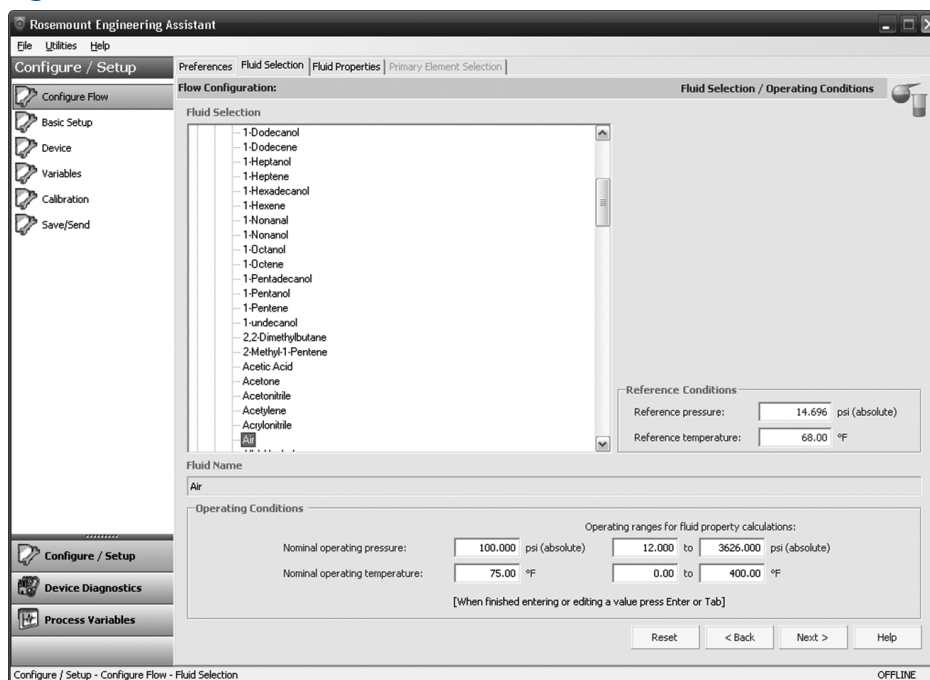 Rosemount Engineering Assistant
File Utilities Help
Configure / Setup
Configure Flow
Basic Setup
Device
Variables
Calibration
Save/Send
Configure / Setup
Device Diagnostics
Process Variables
Preferences Fluid Selection Fluid Properties Primary Element Selection
Flow Configuration: Fluid Selection / Operating Conditions
Fluid Selection
1-Dodecanol
1-Dodecene
1-Heptanol
1-Heptene
1-Hexadecanol
1-Hexene
1-Nonanal
1-Nonanol
1-Octanol
1-Octene
1-Pentadecanol
1-Pentanol
1-Pentene
1-undecanol
2,2-Dimethylbutane
2-Methyl-1-Pentene
Acetic Acid
Acetone
Acetonitrile
Acetylene
Acrylonitrile
Air
Reference Conditions
Reference pressure: 14.696 psi (absolute)
Reference temperature: 68.00 °F
Fluid Name
Air
Operating Conditions
Operating ranges for fluid property calculations:
Nominal operating pressure: 100.000 psi (absolute) 12.000 to 3626.000 psi (absolute)
Nominal operating temperature: 75.00 °F 0.00 to 400.00 °F
[When finished entering or editing a value press Enter or Tab]
Reset < Back Next > Help
Configure / Setup - Configure Flow - Fluid Selection OFFLINE